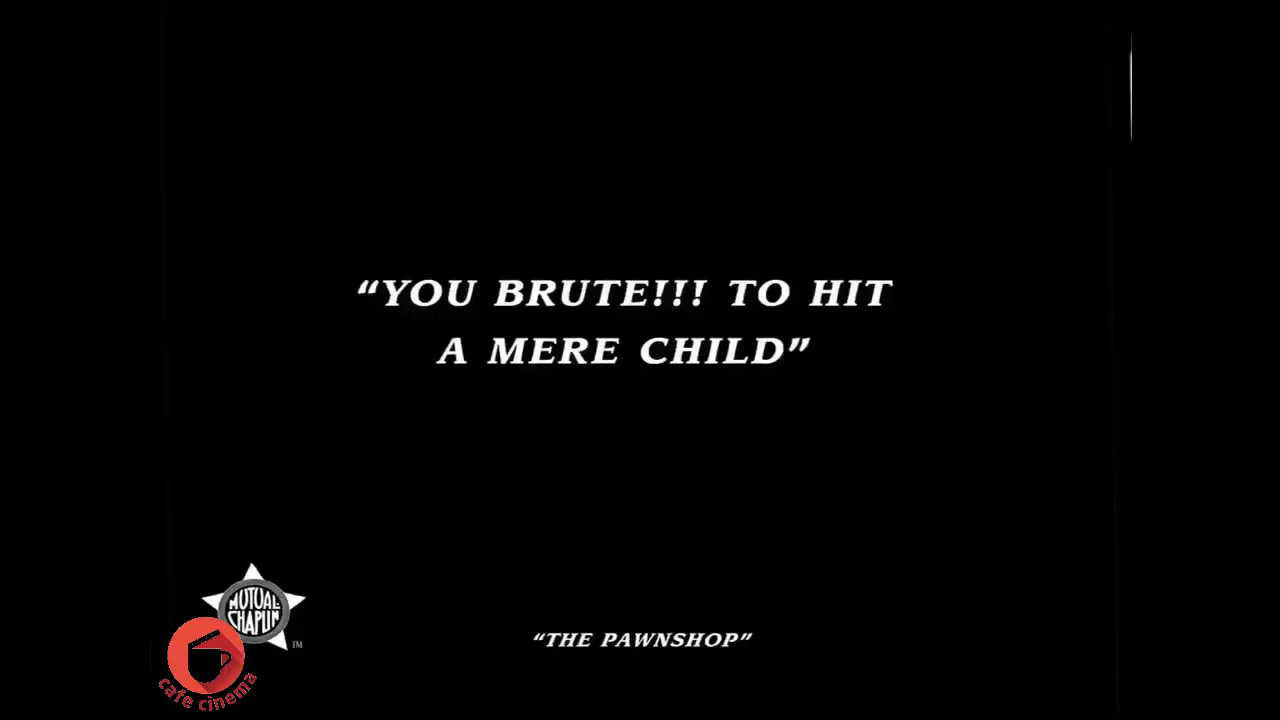 “YOU BRUTE!!! TO HIT
A MERE CHILD”
MUTUAL
CHAPLIN
TM
“THE PAWNSHOP”
cafe cinema